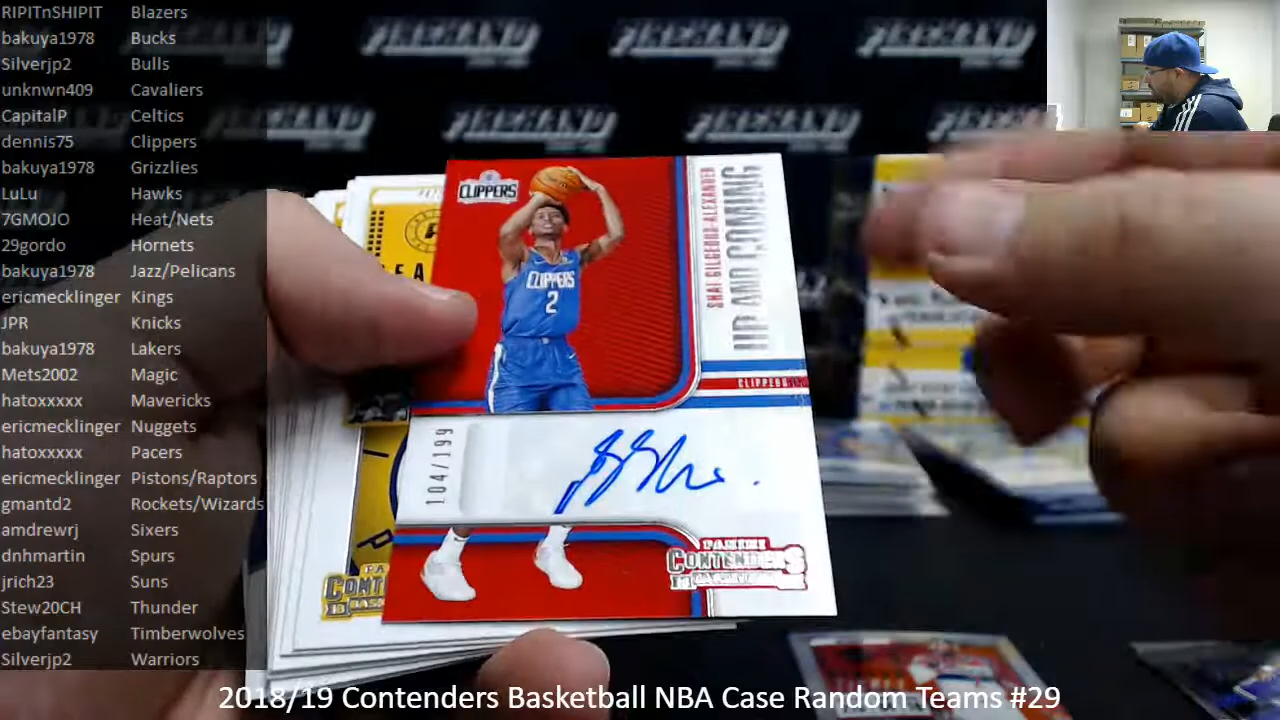 RIPITnSHIPIT Blazers
bakuya1978 Bucks
Silverjp2 Bulls
unknwn409 Cavaliers
CapitalP Celtics
dennis75 Clippers
bakuya1978 Grizzlies
LuLu Hawks
7GMOJO Heat/Nets
29gordo Hornets
bakuya1978 Jazz/Pelicans
ericmecklinger Kings
JPR Knicks
bakuya1978 Lakers
Mets2002 Magic
hatoxxxxx Mavericks
ericmecklinger Nuggets
hatoxxxxx Pacers
ericmecklinger Pistons/Raptors
gmantd2 Rockets/Wizards
amdrewrj Sixers
dnhmartin Spurs
jrich23 Suns
Stew20CH Thunder
ebayfantasy Timberwolves
Silverjp2 Warriors
CLIPPERS
CLIPPERS
2
SHAI GILGEOUS-ALEXANDER
UP AND COMING
CLIPPERS
104/199
PANINI
CONTENDERS
BASKETBALL
2018/19 Contenders Basketball NBA Case Random Teams #29